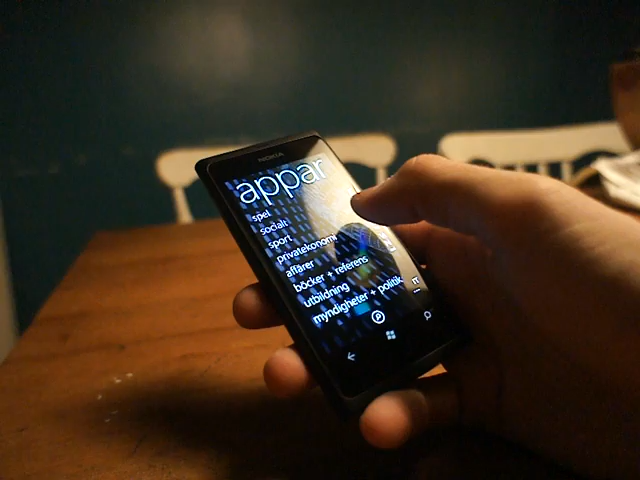 NOKIA
appar
spel
socialt
sport
privatekonomi
affärer
böcker + referens
utbildning
myndigheter + politik